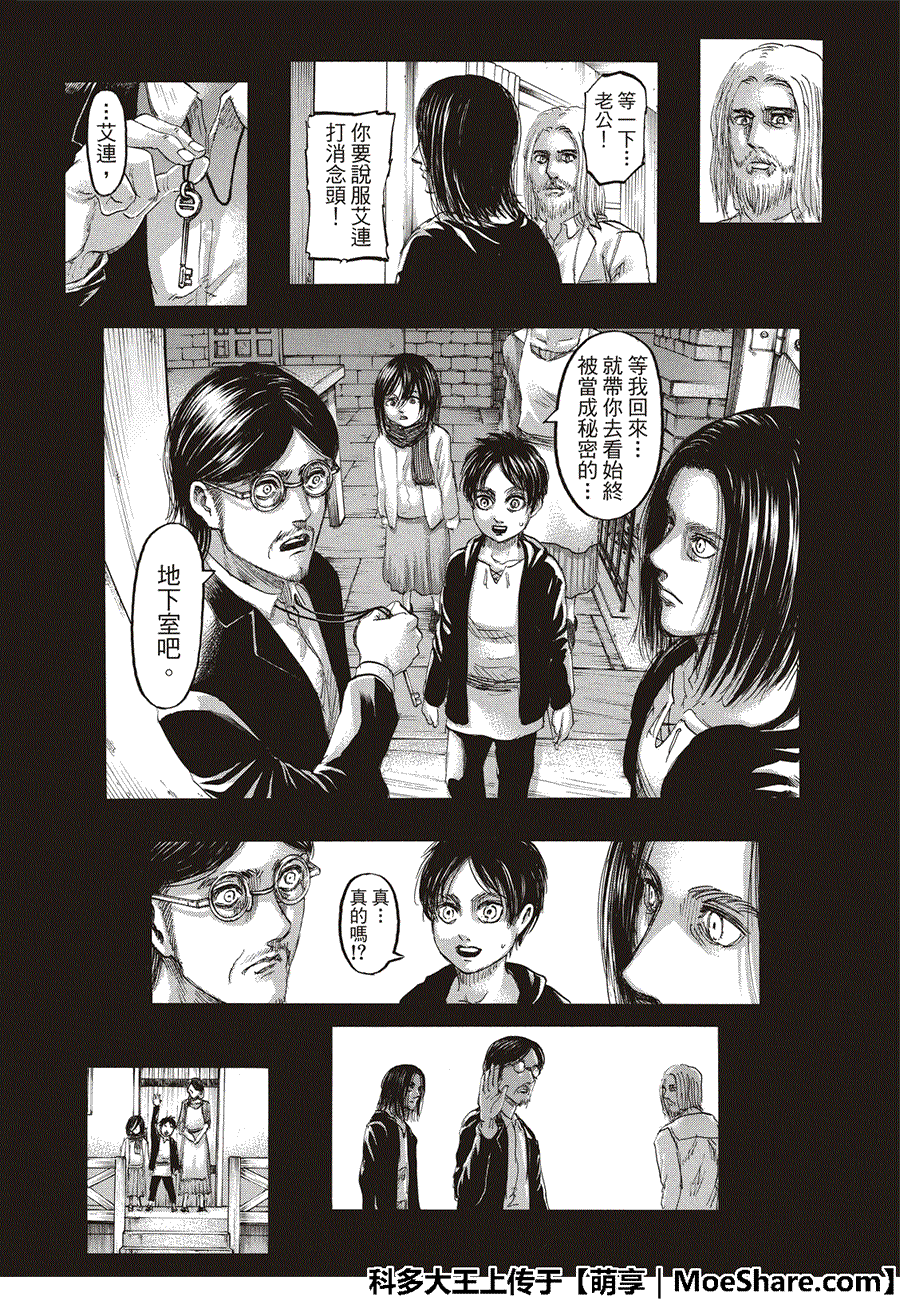 等一下…
老公！
你要說服艾連
打消念頭！
…艾連，
等我回來…
就帶你去看始終
被當成秘密的…
地下室吧。
真…
真的嗎!?
科多大王上传于【萌享｜MoeShare.com】